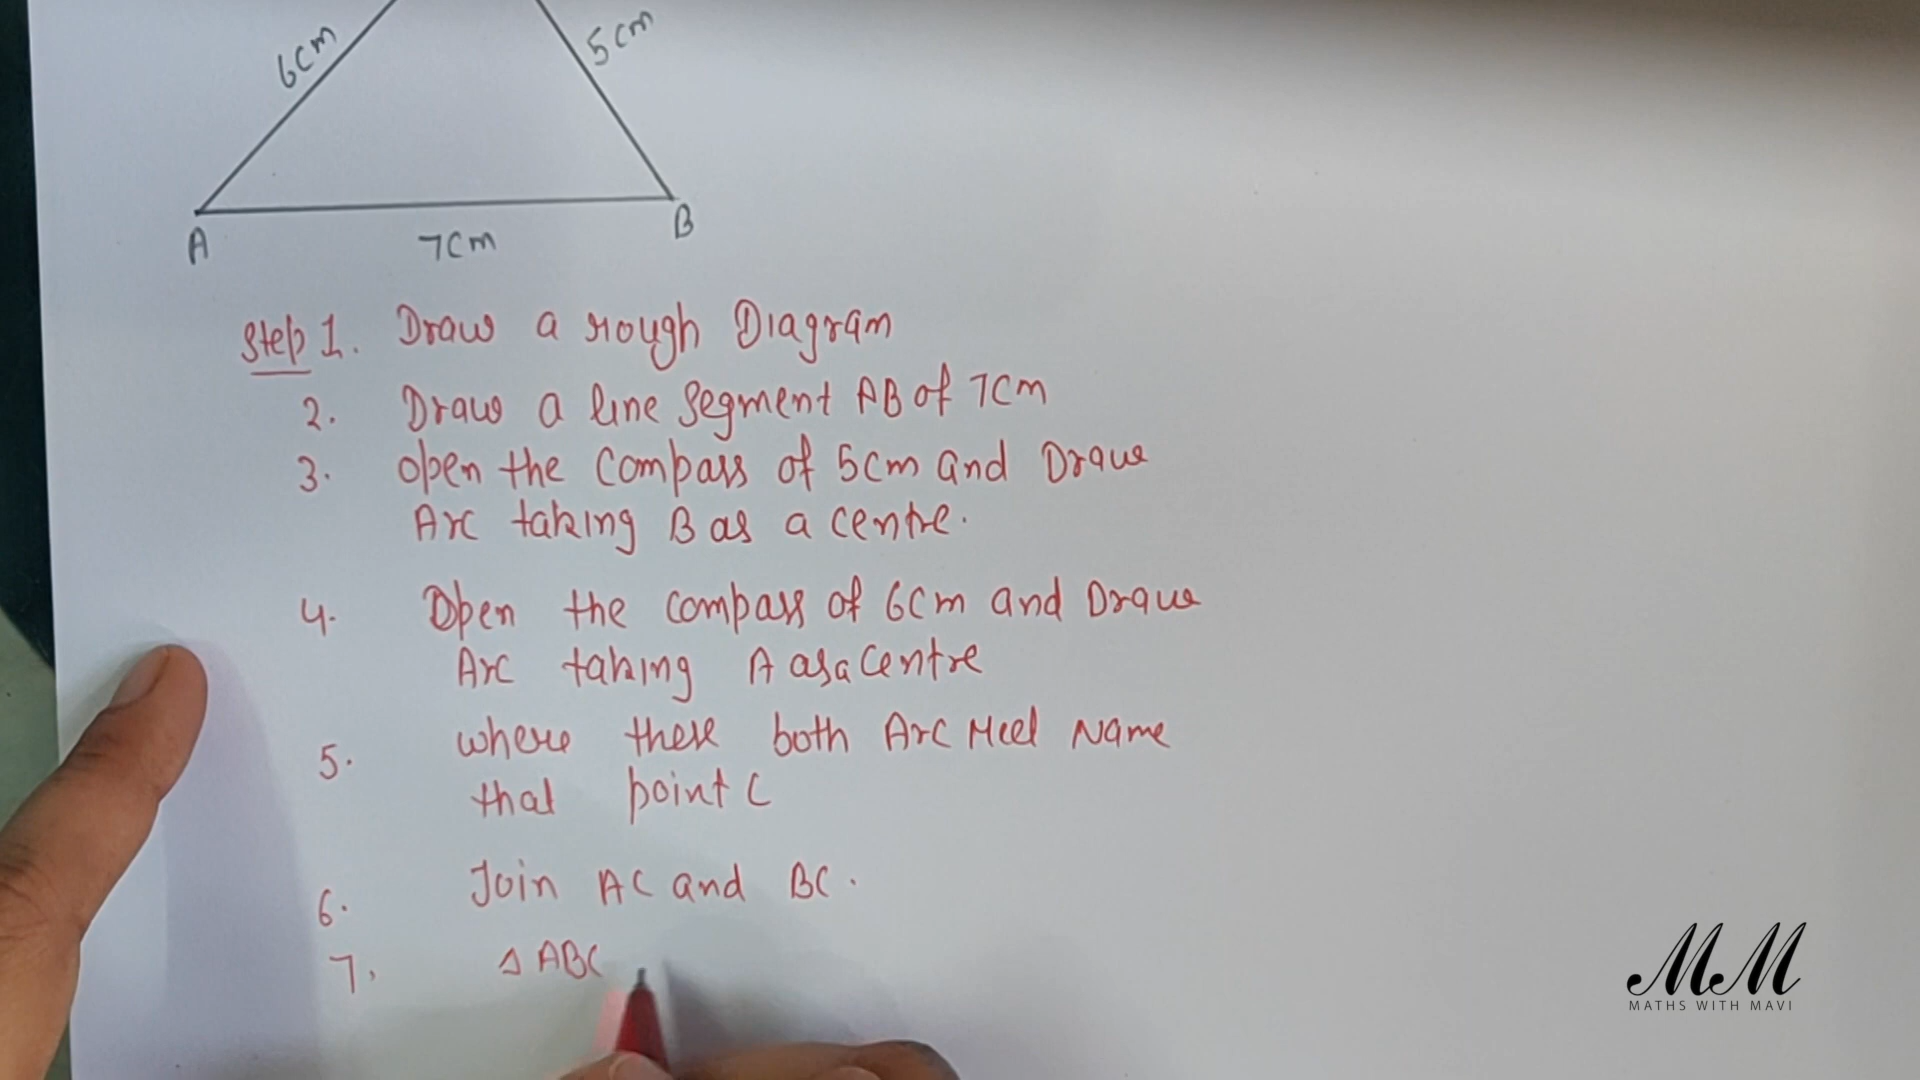 6cm
5cm
A
B
7cm
Step 1. Draw a rough Diagram
2. Draw a line segment AB of 7cm
3. Open the compass of 5cm and Draw
Arc taking B as a centre.
4. Open the compass of 6cm and Draw
Arc taking A as a centre
5. where these both Arc Meet Name
that point C
6. Join AC and BC.
7. △ ABC
MM
MATHS WITH MAVI